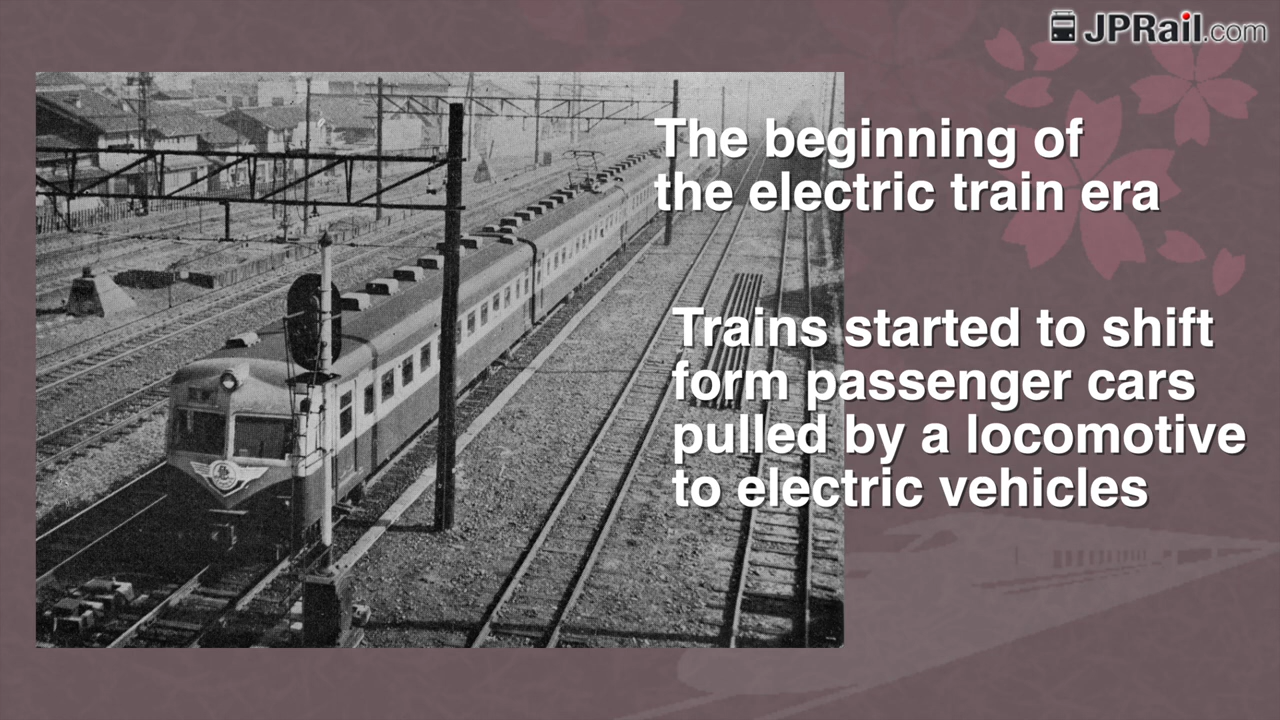 JPRail.com
The beginning of
the electric train era
Trains started to shift
form passenger cars
pulled by a locomotive
to electric vehicles